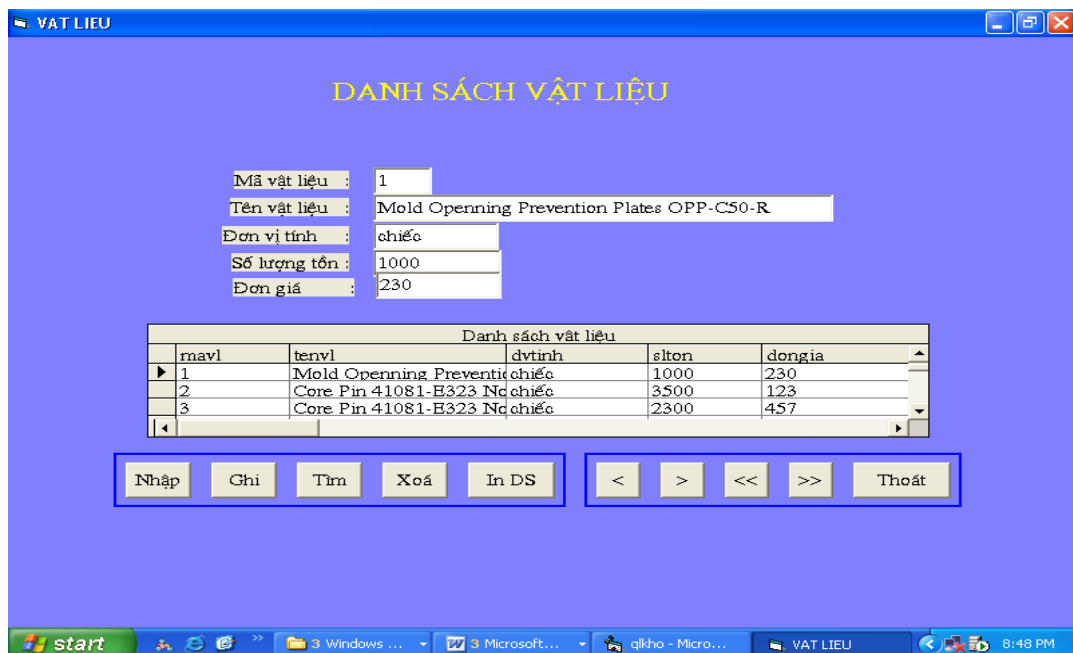 VAT LIEU
DANH SÁCH VẬT LIỆU
Mã vật liệu : 1
Tên vật liệu : Mold Openning Prevention Plates OPP-C50-R
Đơn vị tính : chiếc
Số lượng tồn : 1000
Đơn giá : 230
Danh sách vât liệu
mavl tenvl dvtinh slton dongia
1 Mold Openning Preventi chiếc 1000 230
2 Core Pin 41081-E323 No chiếc 3500 123
3 Core Pin 41081-E323 No chiếc 2300 457
Nhập Ghi Tìm Xoá In DS < > << >> Thoát
start 3 Windows ... 3 Microsoft... qlkho - Micro... VAT LIEU 8:48 PM